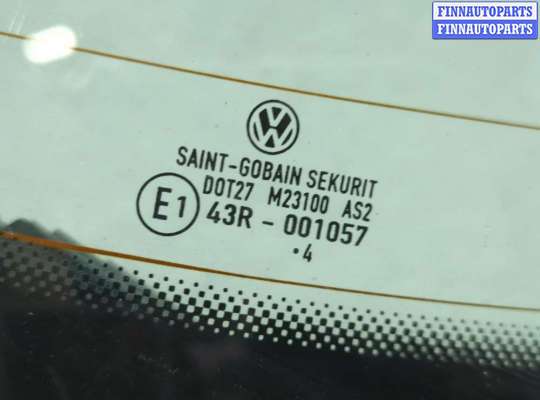 FINNAUTOPARTS
FINNAUTOPARTS
SAINT-GOBAIN SEKURIT
DOT27 M23100 AS2
E1 43R - 001057
·4